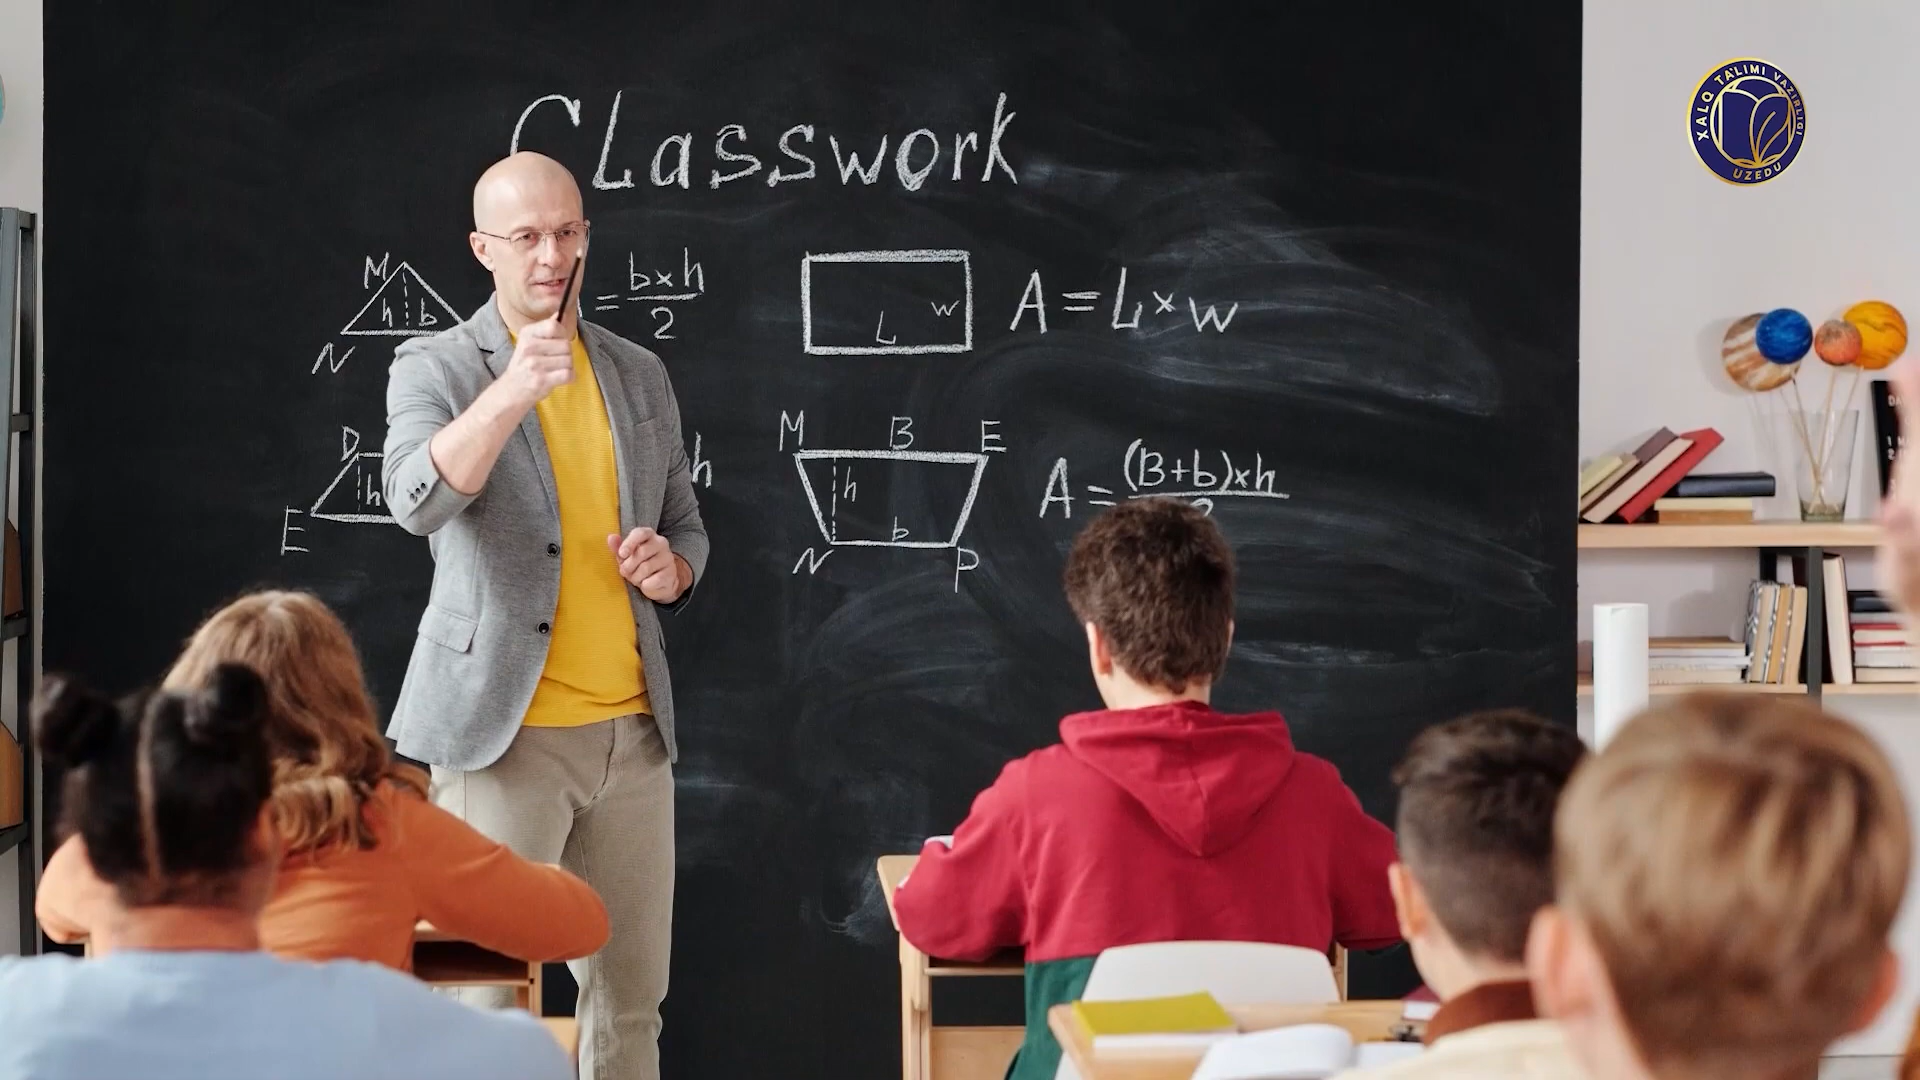 Classwork
XALQ TA'LIMI VAZIRLIGI
UZEDU
M
h b
N
= b×h
2
L
w
A = L×w
D
h
E
h
M B E
h
b
N P
A = (B+b)×h